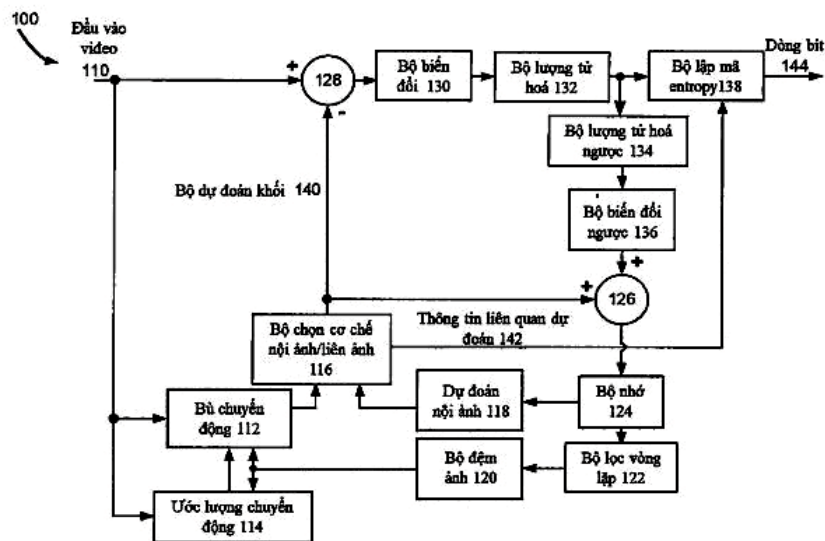 100
Đầu vào
video
110
+
128
-
Bộ biến
đổi 130
Bộ lượng tử
hoá 132
Bộ lập mã
entropy138
Dòng bit
144
Bộ lượng tử hoá
ngược 134
Bộ dự đoán khối 140
Bộ biến đổi
ngược 136
+
+
126
Bộ chọn cơ chế
nội ảnh/liên ảnh
116
Thông tin liên quan dự
đoán 142
Bù chuyển
động 112
Dự đoán
nội ảnh 118
Bộ nhớ
124
Bộ đệm
ảnh 120
Bộ lọc vòng
lặp 122
Ước lượng chuyển
động 114